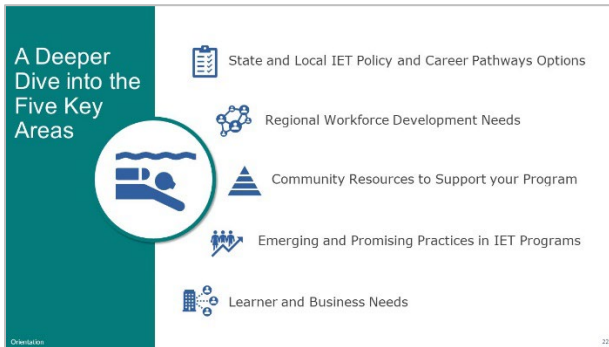 A Deeper
Dive into the
Five Key
Areas
State and Local IET Policy and Career Pathways Options
Regional Workforce Development Needs
Community Resources to Support your Program
Emerging and Promising Practices in IET Programs
Learner and Business Needs
Orientation
22